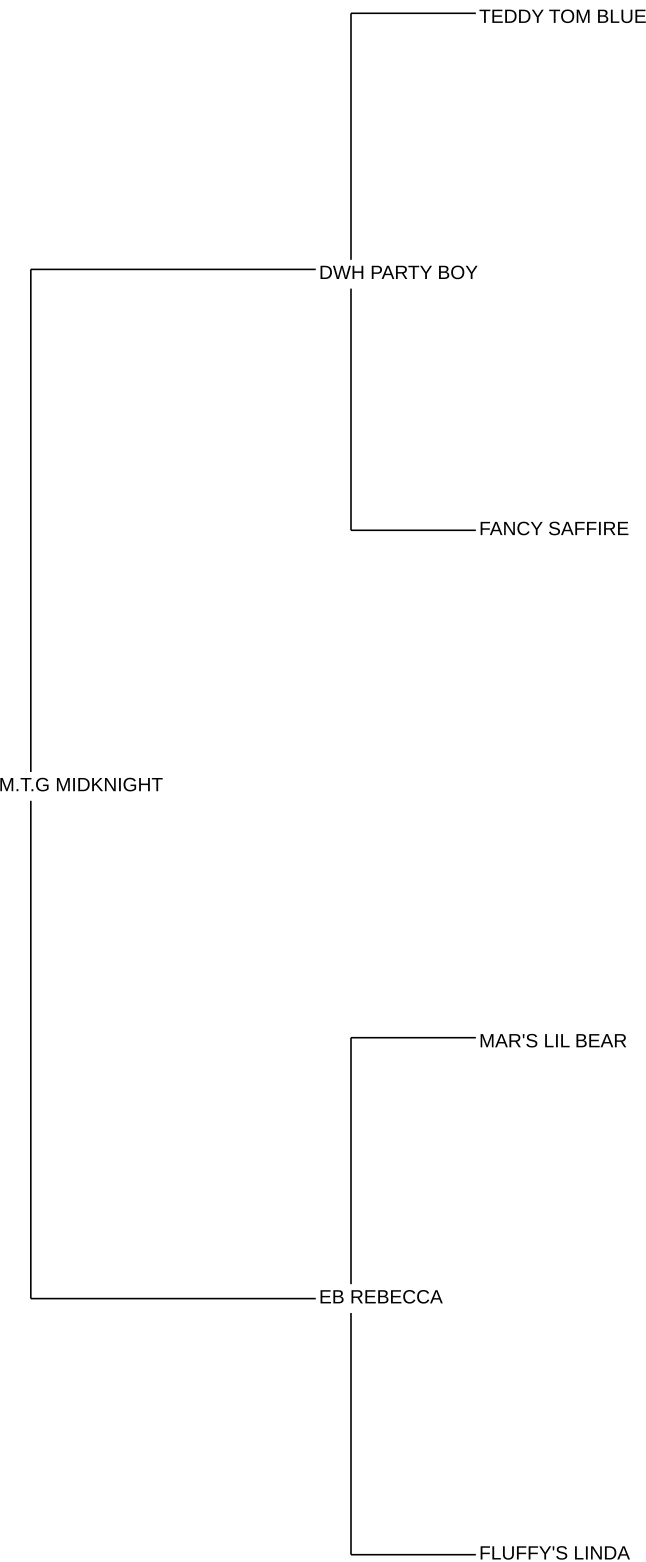 TEDDY TOM BLUE
DWH PARTY BOY
FANCY SAFFIRE
M.T.G MIDKNIGHT
MAR'S LIL BEAR
EB REBECCA
FLUFFY'S LINDA